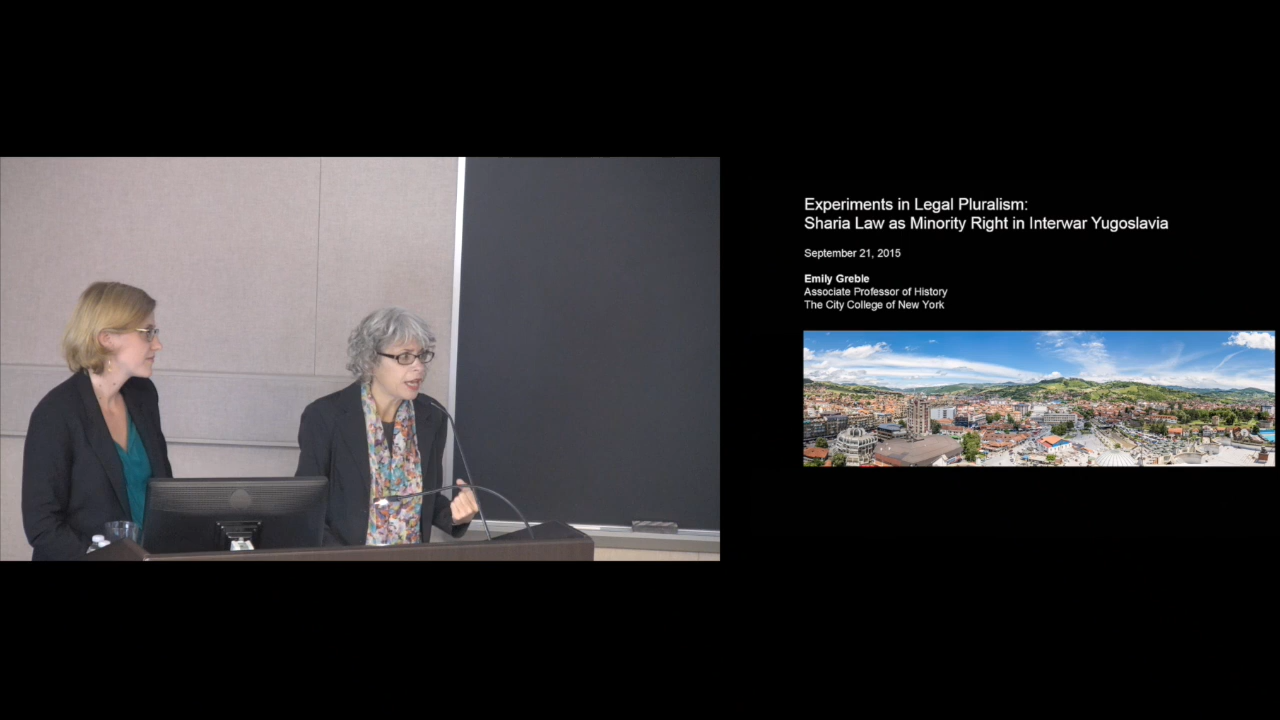 Experiments in Legal Pluralism:
Sharia Law as Minority Right in Interwar Yugoslavia
September 21, 2015
Emily Greble
Associate Professor of History
The City College of New York